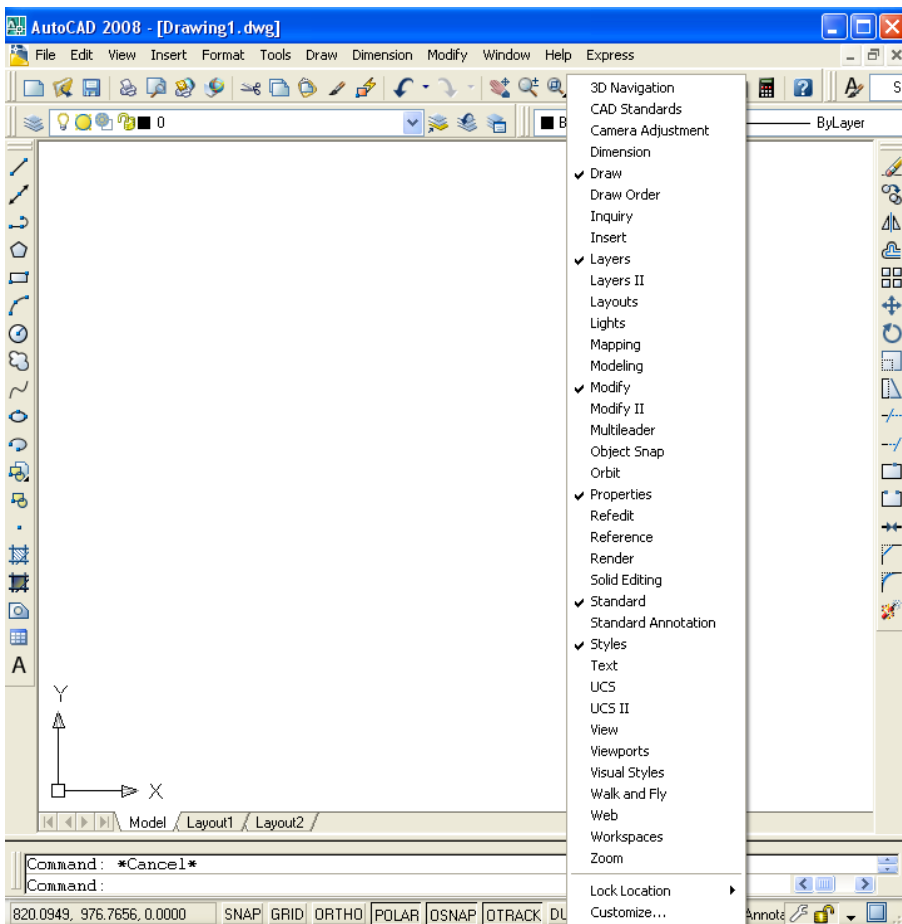 AutoCAD 2008 - [Drawing1.dwg]
File Edit View Insert Format Tools Draw Dimension Modify Window Help Express
S
0
B
ByLayer
3D Navigation
CAD Standards
Camera Adjustment
Dimension
Draw
Draw Order
Inquiry
Insert
Layers
Layers II
Layouts
Lights
Mapping
Modeling
Modify
Modify II
Multileader
Object Snap
Orbit
Properties
Refedit
Reference
Render
Solid Editing
Standard
Standard Annotation
Styles
Text
UCS
UCS II
View
Viewports
Visual Styles
Walk and Fly
Web
Workspaces
Zoom
Lock Location
Customize...
A
Y
X
Model Layout1 Layout2
Command: *Cancel*
Command:
820.0949, 976.7656, 0.0000 SNAP GRID ORTHO POLAR OSNAP OTRACK DU Annota